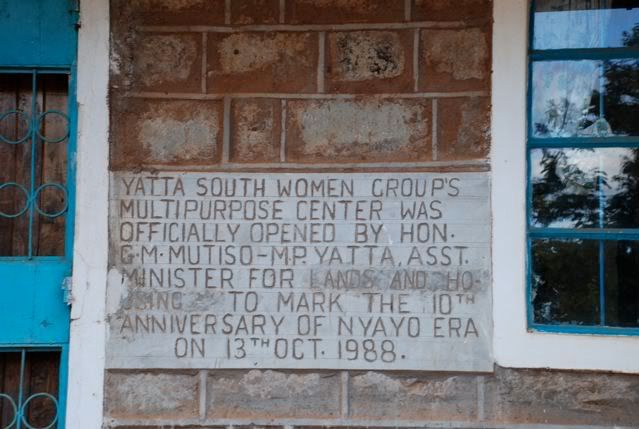 YATTA SOUTH WOMEN GROUP'S
MULTIPURPOSE CENTER WAS
OFFICIALLY OPENED BY HON.
G.M. MUTISO-M.P. YATTA, ASST.
MINISTER FOR LANDS AND HO-
USING TO MARK THE 10TH
ANNIVERSARY OF NYAYO ERA
ON 13TH OCT. 1988.